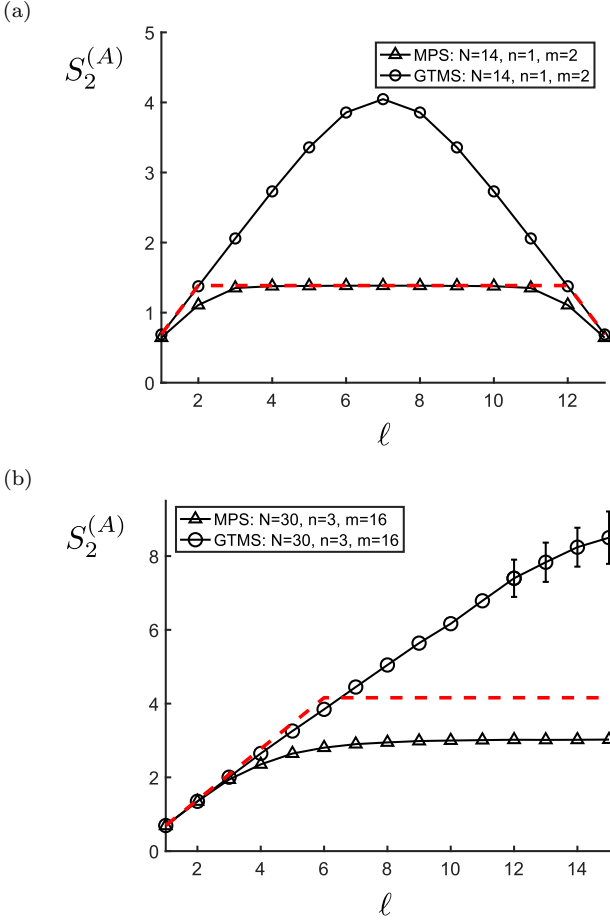 (a)
S_2^{(A)}
5
4
3
2
1
0
MPS: N=14, n=1, m=2
GTMS: N=14, n=1, m=2
2 4 6 8 10 12
ℓ
(b)
S_2^{(A)}
8
6
4
2
0
MPS: N=30, n=3, m=16
GTMS: N=30, n=3, m=16
2 4 6 8 10 12 14
ℓ